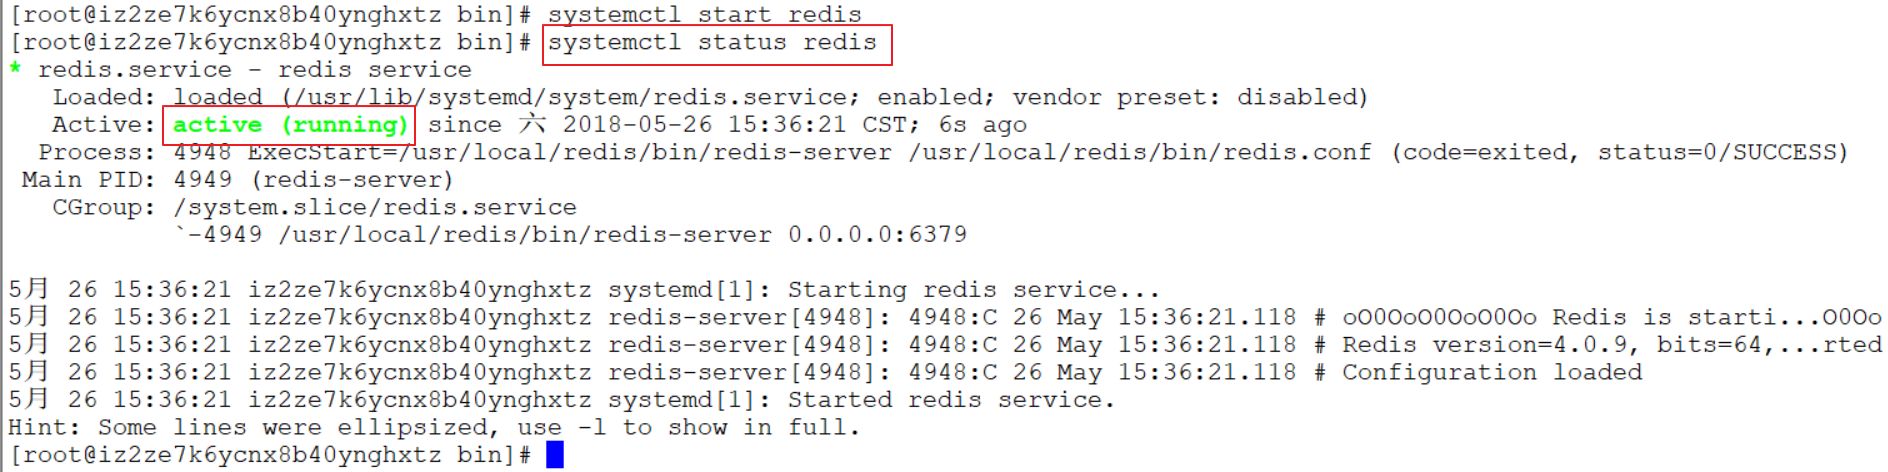 [root@iz2ze7k6ycnx8b40ynghxtz bin]# systemctl start redis
[root@iz2ze7k6ycnx8b40ynghxtz bin]# systemctl status redis
* redis.service - redis service
   Loaded: loaded (/usr/lib/systemd/system/redis.service; enabled; vendor preset: disabled)
   Active: active (running) since 六 2018-05-26 15:36:21 CST; 6s ago
  Process: 4948 ExecStart=/usr/local/redis/bin/redis-server /usr/local/redis/bin/redis.conf (code=exited, status=0/SUCCESS)
 Main PID: 4949 (redis-server)
   CGroup: /system.slice/redis.service
           `-4949 /usr/local/redis/bin/redis-server 0.0.0.0:6379

5月 26 15:36:21 iz2ze7k6ycnx8b40ynghxtz systemd[1]: Starting redis service...
5月 26 15:36:21 iz2ze7k6ycnx8b40ynghxtz redis-server[4948]: 4948:C 26 May 15:36:21.118 # oO0OoO0OoO0Oo Redis is starti...O0Oo
5月 26 15:36:21 iz2ze7k6ycnx8b40ynghxtz redis-server[4948]: 4948:C 26 May 15:36:21.118 # Redis version=4.0.9, bits=64,...rted
5月 26 15:36:21 iz2ze7k6ycnx8b40ynghxtz redis-server[4948]: 4948:C 26 May 15:36:21.118 # Configuration loaded
5月 26 15:36:21 iz2ze7k6ycnx8b40ynghxtz systemd[1]: Started redis service.
Hint: Some lines were ellipsized, use -l to show in full.
[root@iz2ze7k6ycnx8b40ynghxtz bin]#